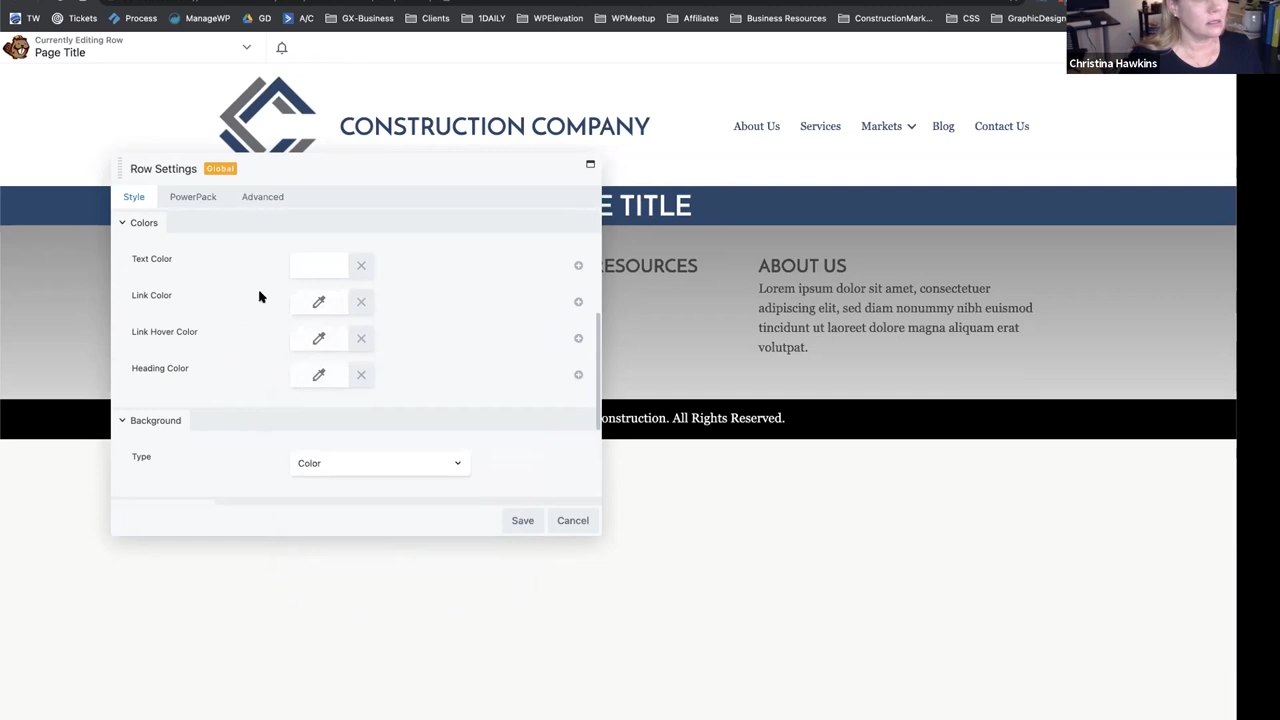 TW Tickets Process ManageWP GD A/C GX-Business Clients 1DAILY WPElevation WPMeetup Affiliates Business Resources ConstructionMark... CSS GraphicDesign
Currently Editing Row
Page Title
Christina Hawkins
CONSTRUCTION COMPANY
About Us Services Markets Blog Contact Us
Row Settings Global
Style PowerPack Advanced
E TITLE
Colors
Text Color
Link Color
Link Hover Color
Heading Color
Background
Type Color
Save Cancel
RESOURCES
ABOUT US
Lorem ipsum dolor sit amet, consectetuer
adipiscing elit, sed diam nonummy nibh euismod
tincidunt ut laoreet dolore magna aliquam erat
volutpat.
onstruction. All Rights Reserved.